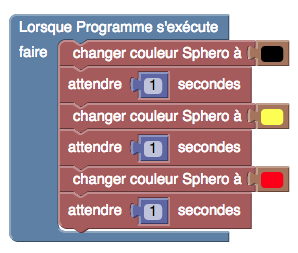 Lorsque Programme s'exécute
faire changer couleur Sphero à
attendre 1 secondes
changer couleur Sphero à
attendre 1 secondes
changer couleur Sphero à
attendre 1 secondes